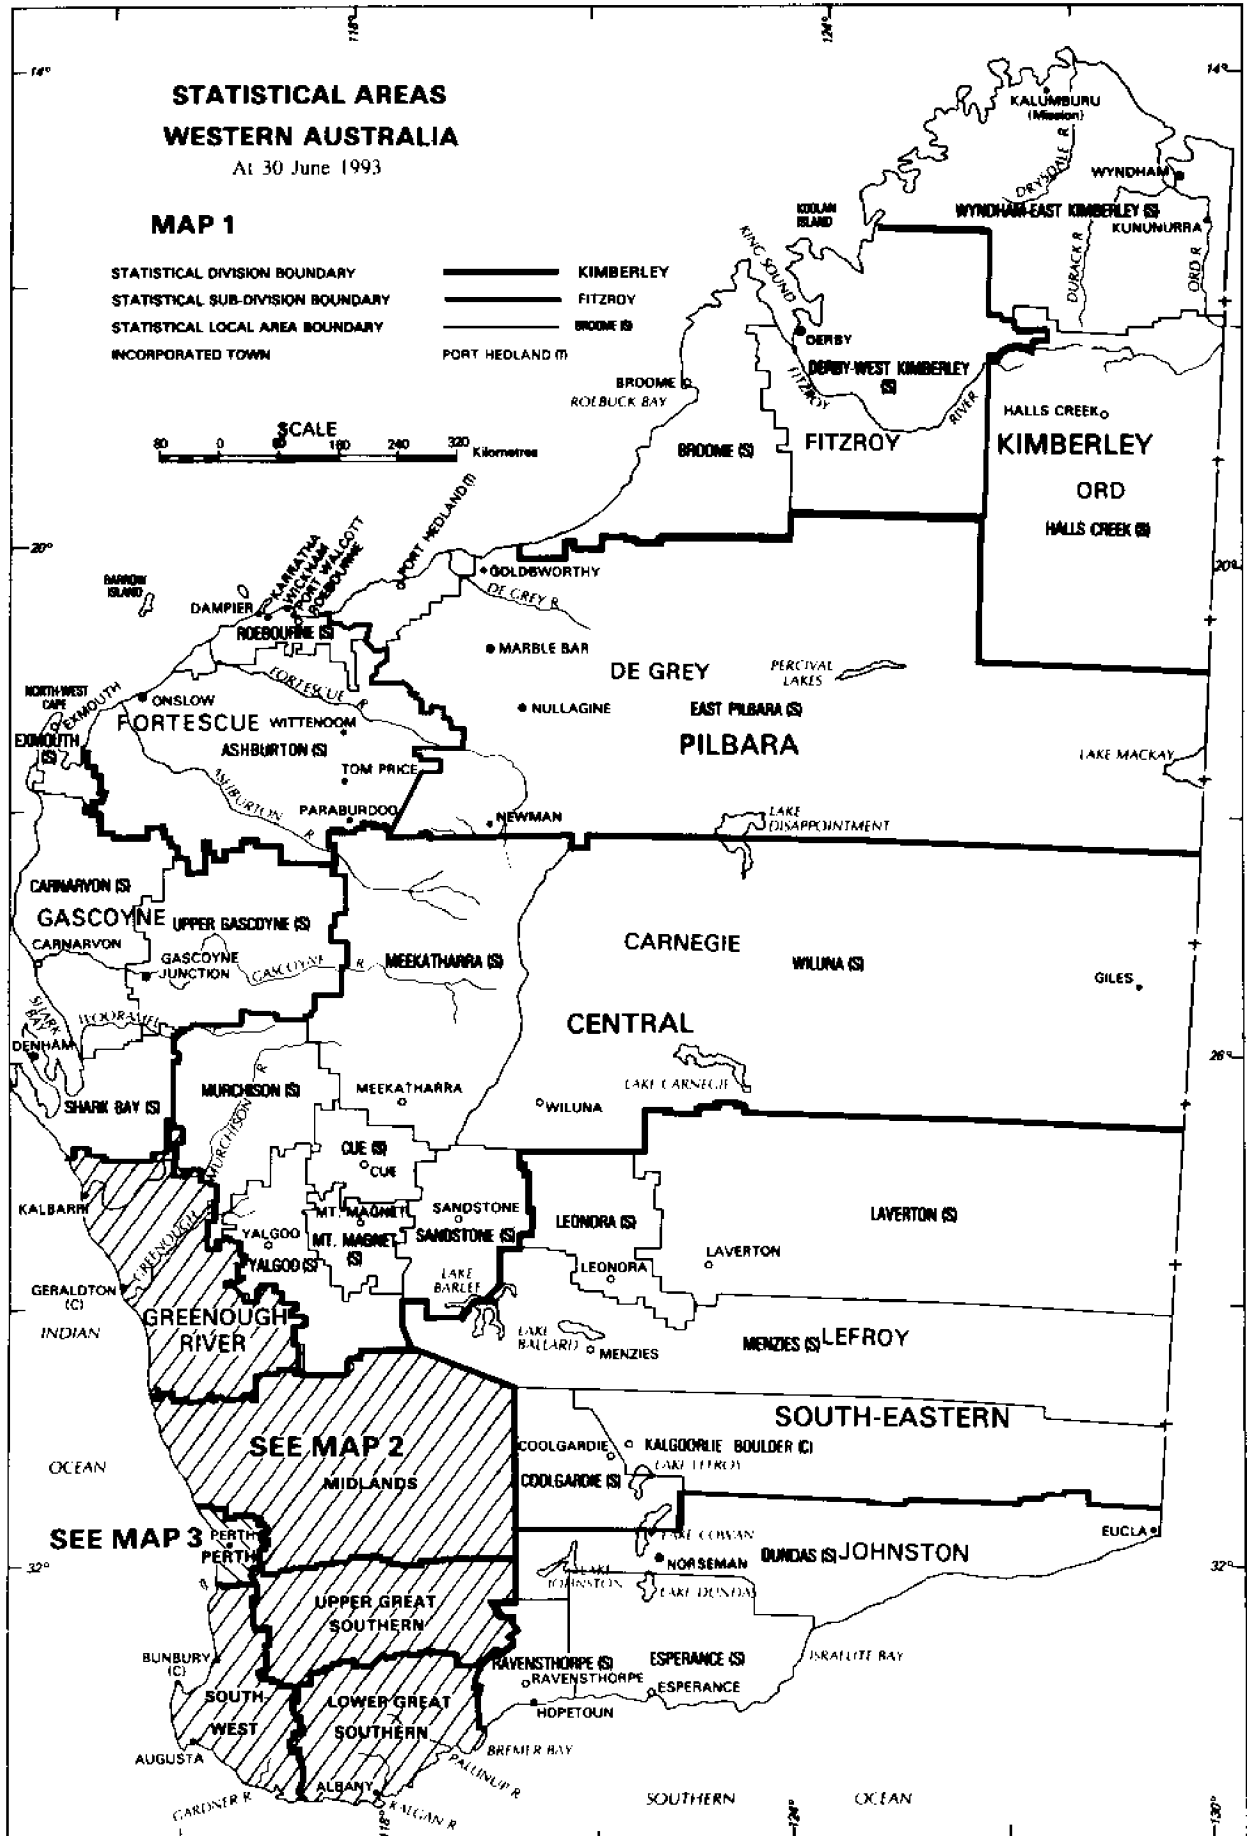 118°
124°
14°
14°
STATISTICAL AREAS
WESTERN AUSTRALIA
At 30 June 1993
MAP 1
STATISTICAL DIVISION BOUNDARY
KIMBERLEY
STATISTICAL SUB-DIVISION BOUNDARY
FITZROY
STATISTICAL LOCAL AREA BOUNDARY
BROOME (S)
INCORPORATED TOWN
PORT HEDLAND (T)
SCALE
80 0 80 160 240 320 Kilometres
KALUMBURU
(Mission)
DRYSDALE R
WYNDHAM
WYNDHAM-EAST KIMBERLEY (S)
KUNUNURRA
DURACK R
ORD R
KOOLAN
ISLAND
KING SOUND
DERBY
DERBY-WEST KIMBERLEY
(S)
FITZROY
RIVER
BROOME
ROEBUCK BAY
BROOME (S)
FITZROY
HALLS CREEK
KIMBERLEY
ORD
HALLS CREEK (S)
20°
20°
BARROW
ISLAND
DAMPIER
KARRATHA
WICKHAM
PORT WALCOTT
ROEBOURNE
PORT HEDLAND (T)
ROEBOURNE (S)
GOLDSWORTHY
DE GREY R
MARBLE BAR
DE GREY
PERCIVAL
LAKES
NORTH-WEST
CAPE
EXMOUTH
EXMOUTH
(S)
ONSLOW
FORTESCUE R
FORTESCUE
WITTENOOM
NULLAGINE
EAST PILBARA (S)
PILBARA
ASHBURTON (S)
TOM PRICE
ASHBURTON R
PARABURDOO
NEWMAN
LAKE MACKAY
LAKE
DISAPPOINTMENT
CARNARVON (S)
GASCOYNE
UPPER GASCOYNE (S)
CARNARVON
GASCOYNE
JUNCTION
GASCOYNE R
MEEKATHARRA (S)
CARNEGIE
WILUNA (S)
GILES
CENTRAL
SHARK
BAY
WOORAMEL
DENHAM
26°
SHARK BAY (S)
MURCHISON (S)
MURCHISON R
MEEKATHARRA
LAKE CARNEGIE
WILUNA
CUE (S)
CUE
KALBARRI
MT. MAGNET
MT. MAGNET
(S)
SANDSTONE
SANDSTONE (S)
LEONORA (S)
LAVERTON (S)
YALGOO
YALGOO (S)
GREENOUGH
LAVERTON
LEONORA
GERALDTON
(C)
LAKE
BARLEE
INDIAN
GREENOUGH
RIVER
LAKE
BALLARD
MENZIES
MENZIES (S)
LEFROY
SOUTH-EASTERN
SEE MAP 2
MIDLANDS
COOLGARDIE
KALGOORLIE BOULDER (C)
LAKE LEFROY
COOLGARDIE (S)
OCEAN
SEE MAP 3
PERTH
PERTH
LAKE COWAN
EUCLA
NORSEMAN
DUNDAS (S)
JOHNSTON
32°
32°
LAKE
JOHNSTON
LAKE DUNDAS
UPPER GREAT
SOUTHERN
BUNBURY
(C)
RAVENSTHORPE (S)
RAVENSTHORPE
ESPERANCE (S)
ESPERANCE
ISRAELITE BAY
SOUTH-
WEST
LOWER GREAT
SOUTHERN
HOPETOUN
AUGUSTA
BREMER BAY
PALLINUP R
ALBANY
GARDNER R
KALGAN R
SOUTHERN
OCEAN
118°
124°
130°